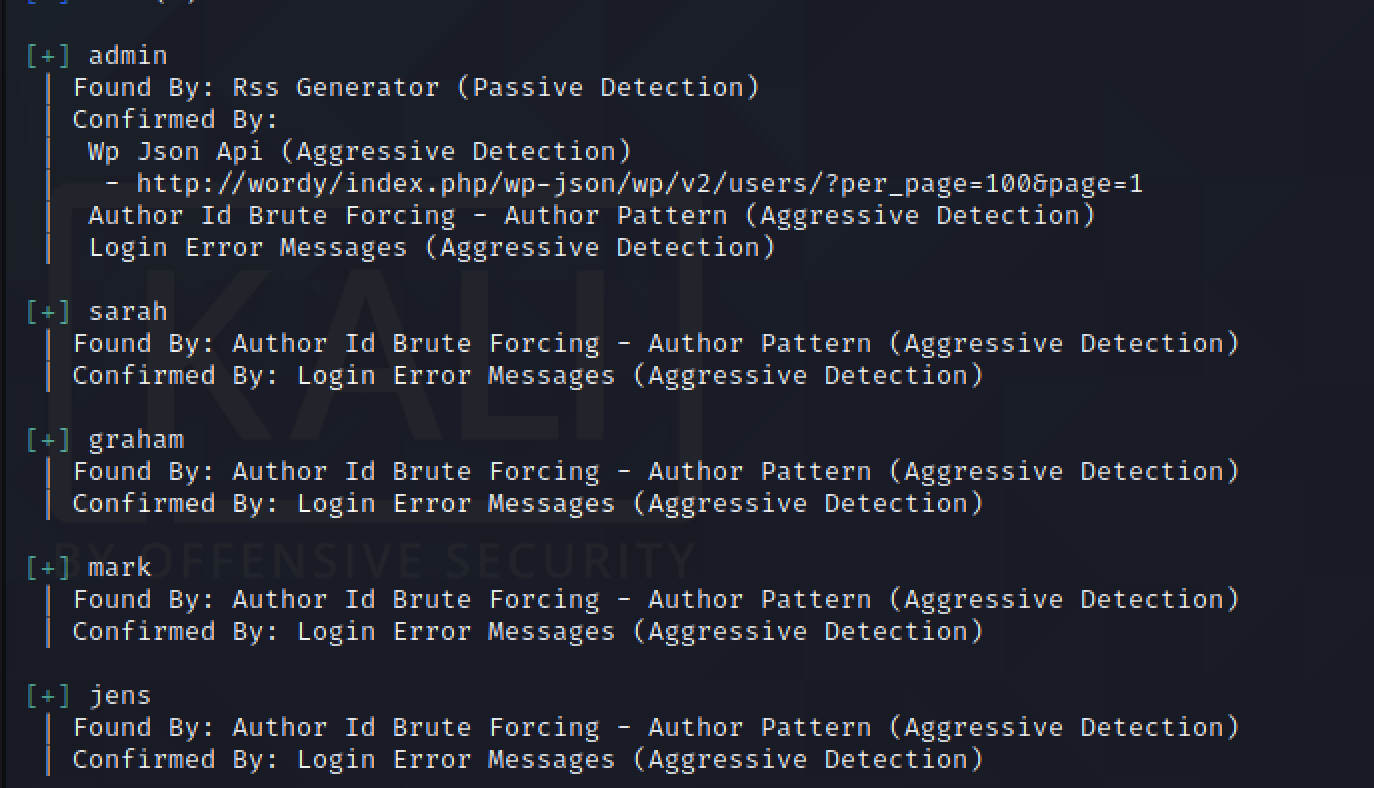 [+] admin
| Found By: Rss Generator (Passive Detection)
| Confirmed By:
|  Wp Json Api (Aggressive Detection)
|   - http://wordy/index.php/wp-json/wp/v2/users/?per_page=100&page=1
|  Author Id Brute Forcing - Author Pattern (Aggressive Detection)
|  Login Error Messages (Aggressive Detection)
[+] sarah
| Found By: Author Id Brute Forcing - Author Pattern (Aggressive Detection)
| Confirmed By: Login Error Messages (Aggressive Detection)
KALI
[+] graham
| Found By: Author Id Brute Forcing - Author Pattern (Aggressive Detection)
| Confirmed By: Login Error Messages (Aggressive Detection)
BY OFFENSIVE SECURITY
[+] mark
| Found By: Author Id Brute Forcing - Author Pattern (Aggressive Detection)
| Confirmed By: Login Error Messages (Aggressive Detection)
[+] jens
| Found By: Author Id Brute Forcing - Author Pattern (Aggressive Detection)
| Confirmed By: Login Error Messages (Aggressive Detection)